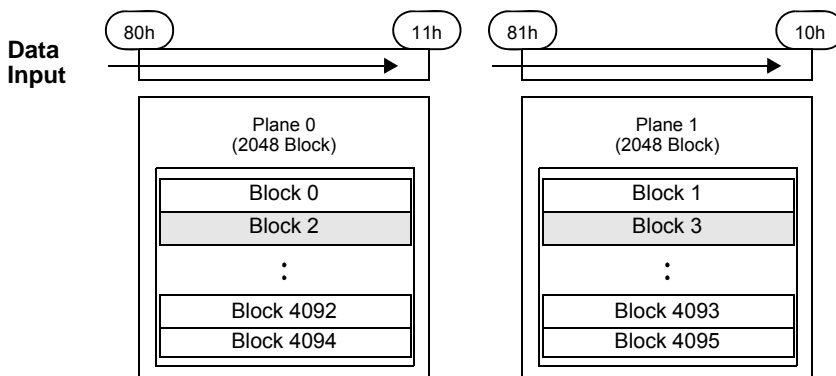 80h 11h 81h 10h
Data
Input
Plane 0
(2048 Block)
Block 0
Block 2
:
Block 4092
Block 4094
Plane 1
(2048 Block)
Block 1
Block 3
:
Block 4093
Block 4095